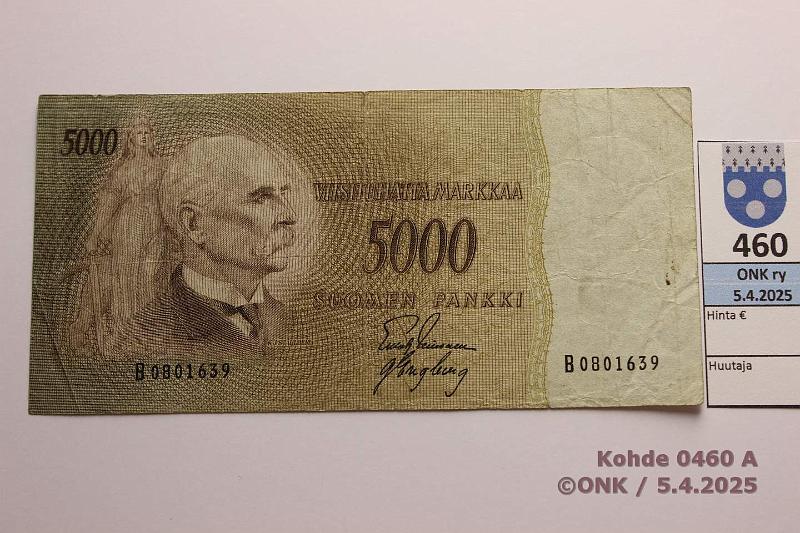 5000
VIISITUHATTA MARKKAA
5000
SUOMEN PANKKI
B0801639
B0801639
460
ONK ry
5.4.2025
Hinta €
Huutaja
Kohde 0460 A
©ONK / 5.4.2025